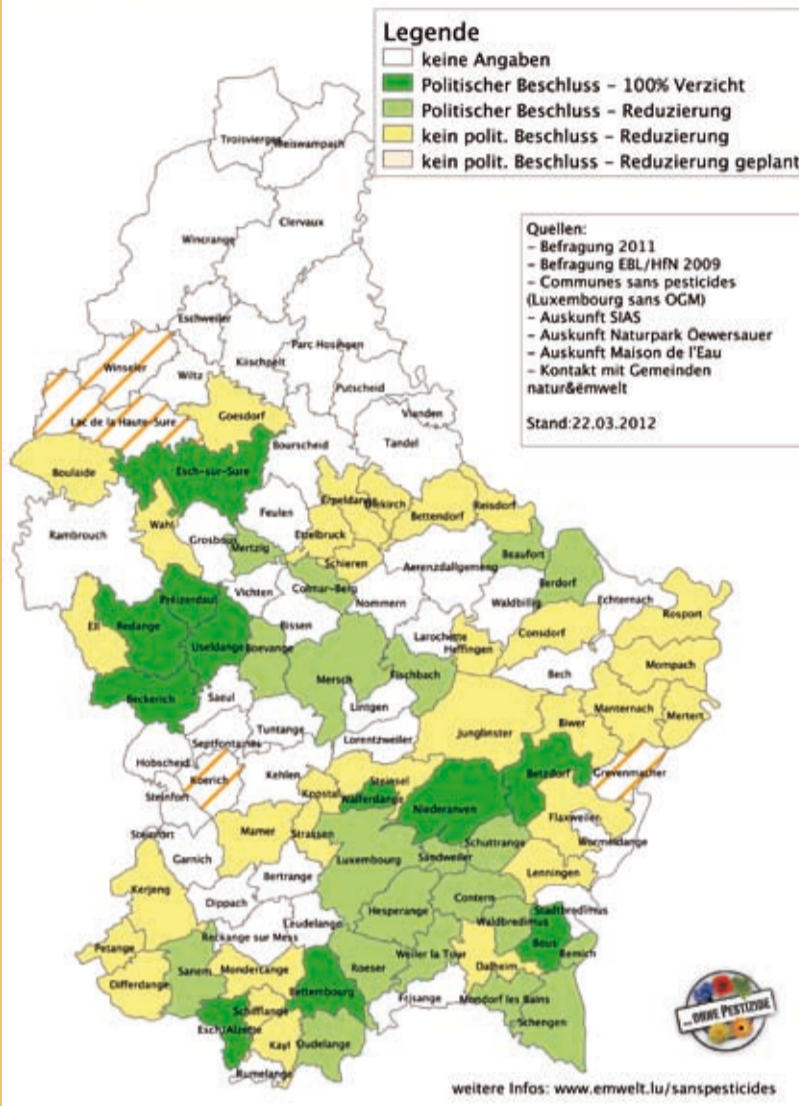 Legende
keine Angaben
Politischer Beschluss – 100% Verzicht
Politischer Beschluss – Reduzierung
kein polit. Beschluss – Reduzierung
kein polit. Beschluss – Reduzierung geplant
Quellen:
– Befragung 2011
– Befragung EBL/HfN 2009
– Communes sans pesticides
(Luxembourg sans OGM)
– Auskunft SIAS
– Auskunft Naturpark Öewersauer
– Auskunft Maison de l'Eau
– Kontakt mit Gemeinden
natur&ëmwelt
Stand:22.03.2012
Troisvierges
Weiswampach
Clervaux
Wincrange
Eschweiler
Parc Hosingen
Kiischpelt
Winseler
Wiltz
Putscheid
Vianden
Lac de la Haute-Sure
Goesdorf
Bourscheid
Tandel
Boulaide
Esch-sur-Sure
Erpeldange
Diekirch
Bettendorf
Reisdorf
Feulen
Wahl
Rambrouch
Grosbous
Mertzig
Ettelbruck
Schieren
Beaufort
Aerenzdallgemeng
Berdorf
Colmar-Berg
Vichten
Nommern
Waldbillig
Echternach
Préizerdaul
Rosport
Ell
Redange
Bissen
Larochette
Consdorf
Heffingen
Useldange
Boevange
Mersch
Fischbach
Bech
Mompach
Beckerich
Saeul
Lintgen
Manternach
Mertert
Biwer
Tuntange
Junglinster
Lorentzweiler
Septfontaines
Hobscheid
Koerich
Kehlen
Steinsel
Betzdorf
Grevenmacher
Steinfort
Kopstal
Walferdange
Niederanven
Flaxweiler
Steinfort
Mamer
Strassen
Schuttrange
Wormeldange
Garnich
Luxembourg
Sandweiler
Lenningen
Bertrange
Kerjeng
Contern
Dippach
Hesperange
Stadtbredimus
Leudelange
Waldbredimus
Reckange sur Mess
Bous
Petange
Weiler la Tour
Remich
Sanem
Mondercange
Roeser
Dalheim
Differdange
Bettembourg
Frisange
Mondorf les Bains
Schifflange
Schengen
Esch/Alzette
Kayl
Dudelange
Rumelange
...OHNE PESTIZIDE
weitere Infos: www.emwelt.lu/sanspesticides